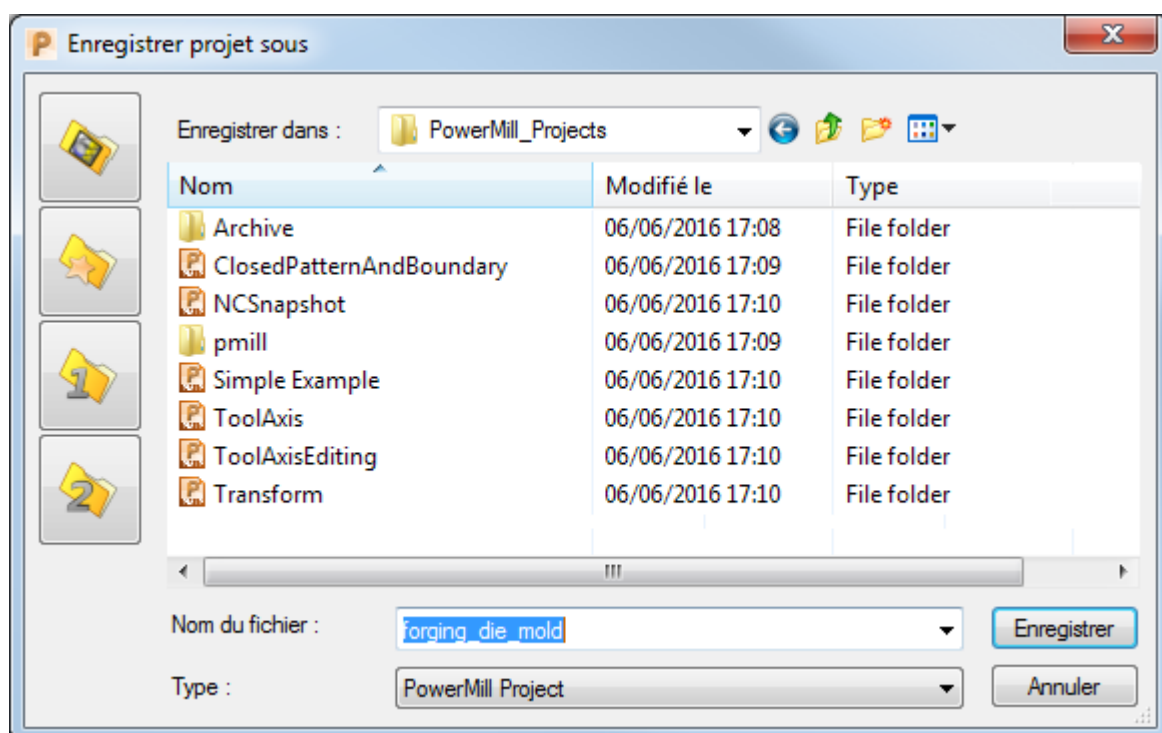 Enregistrer projet sous
Enregistrer dans : PowerMill_Projects
Nom Modifié le Type
Archive 06/06/2016 17:08 File folder
ClosedPatternAndBoundary 06/06/2016 17:09 File folder
NCSnapshot 06/06/2016 17:10 File folder
pmill 06/06/2016 17:09 File folder
Simple Example 06/06/2016 17:10 File folder
ToolAxis 06/06/2016 17:10 File folder
ToolAxisEditing 06/06/2016 17:10 File folder
Transform 06/06/2016 17:10 File folder
1
2
Nom du fichier : forging_die_mold Enregistrer
Type : PowerMill Project Annuler